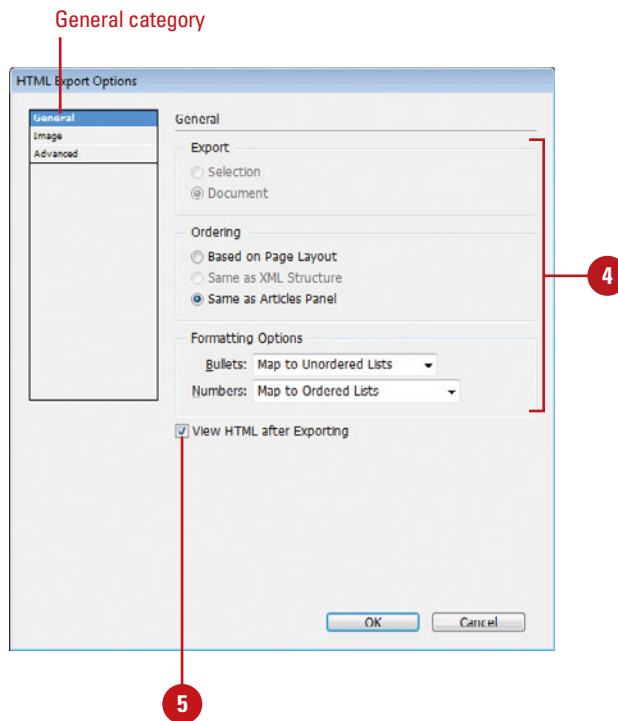 General category
HTML Export Options
General
Image
Advanced
General
Export
Selection
Document
Ordering
Based on Page Layout
Same as XML Structure
Same as Articles Panel
4
Formatting Options
Bullets: Map to Unordered Lists
Numbers: Map to Ordered Lists
View HTML after Exporting
OK Cancel
5